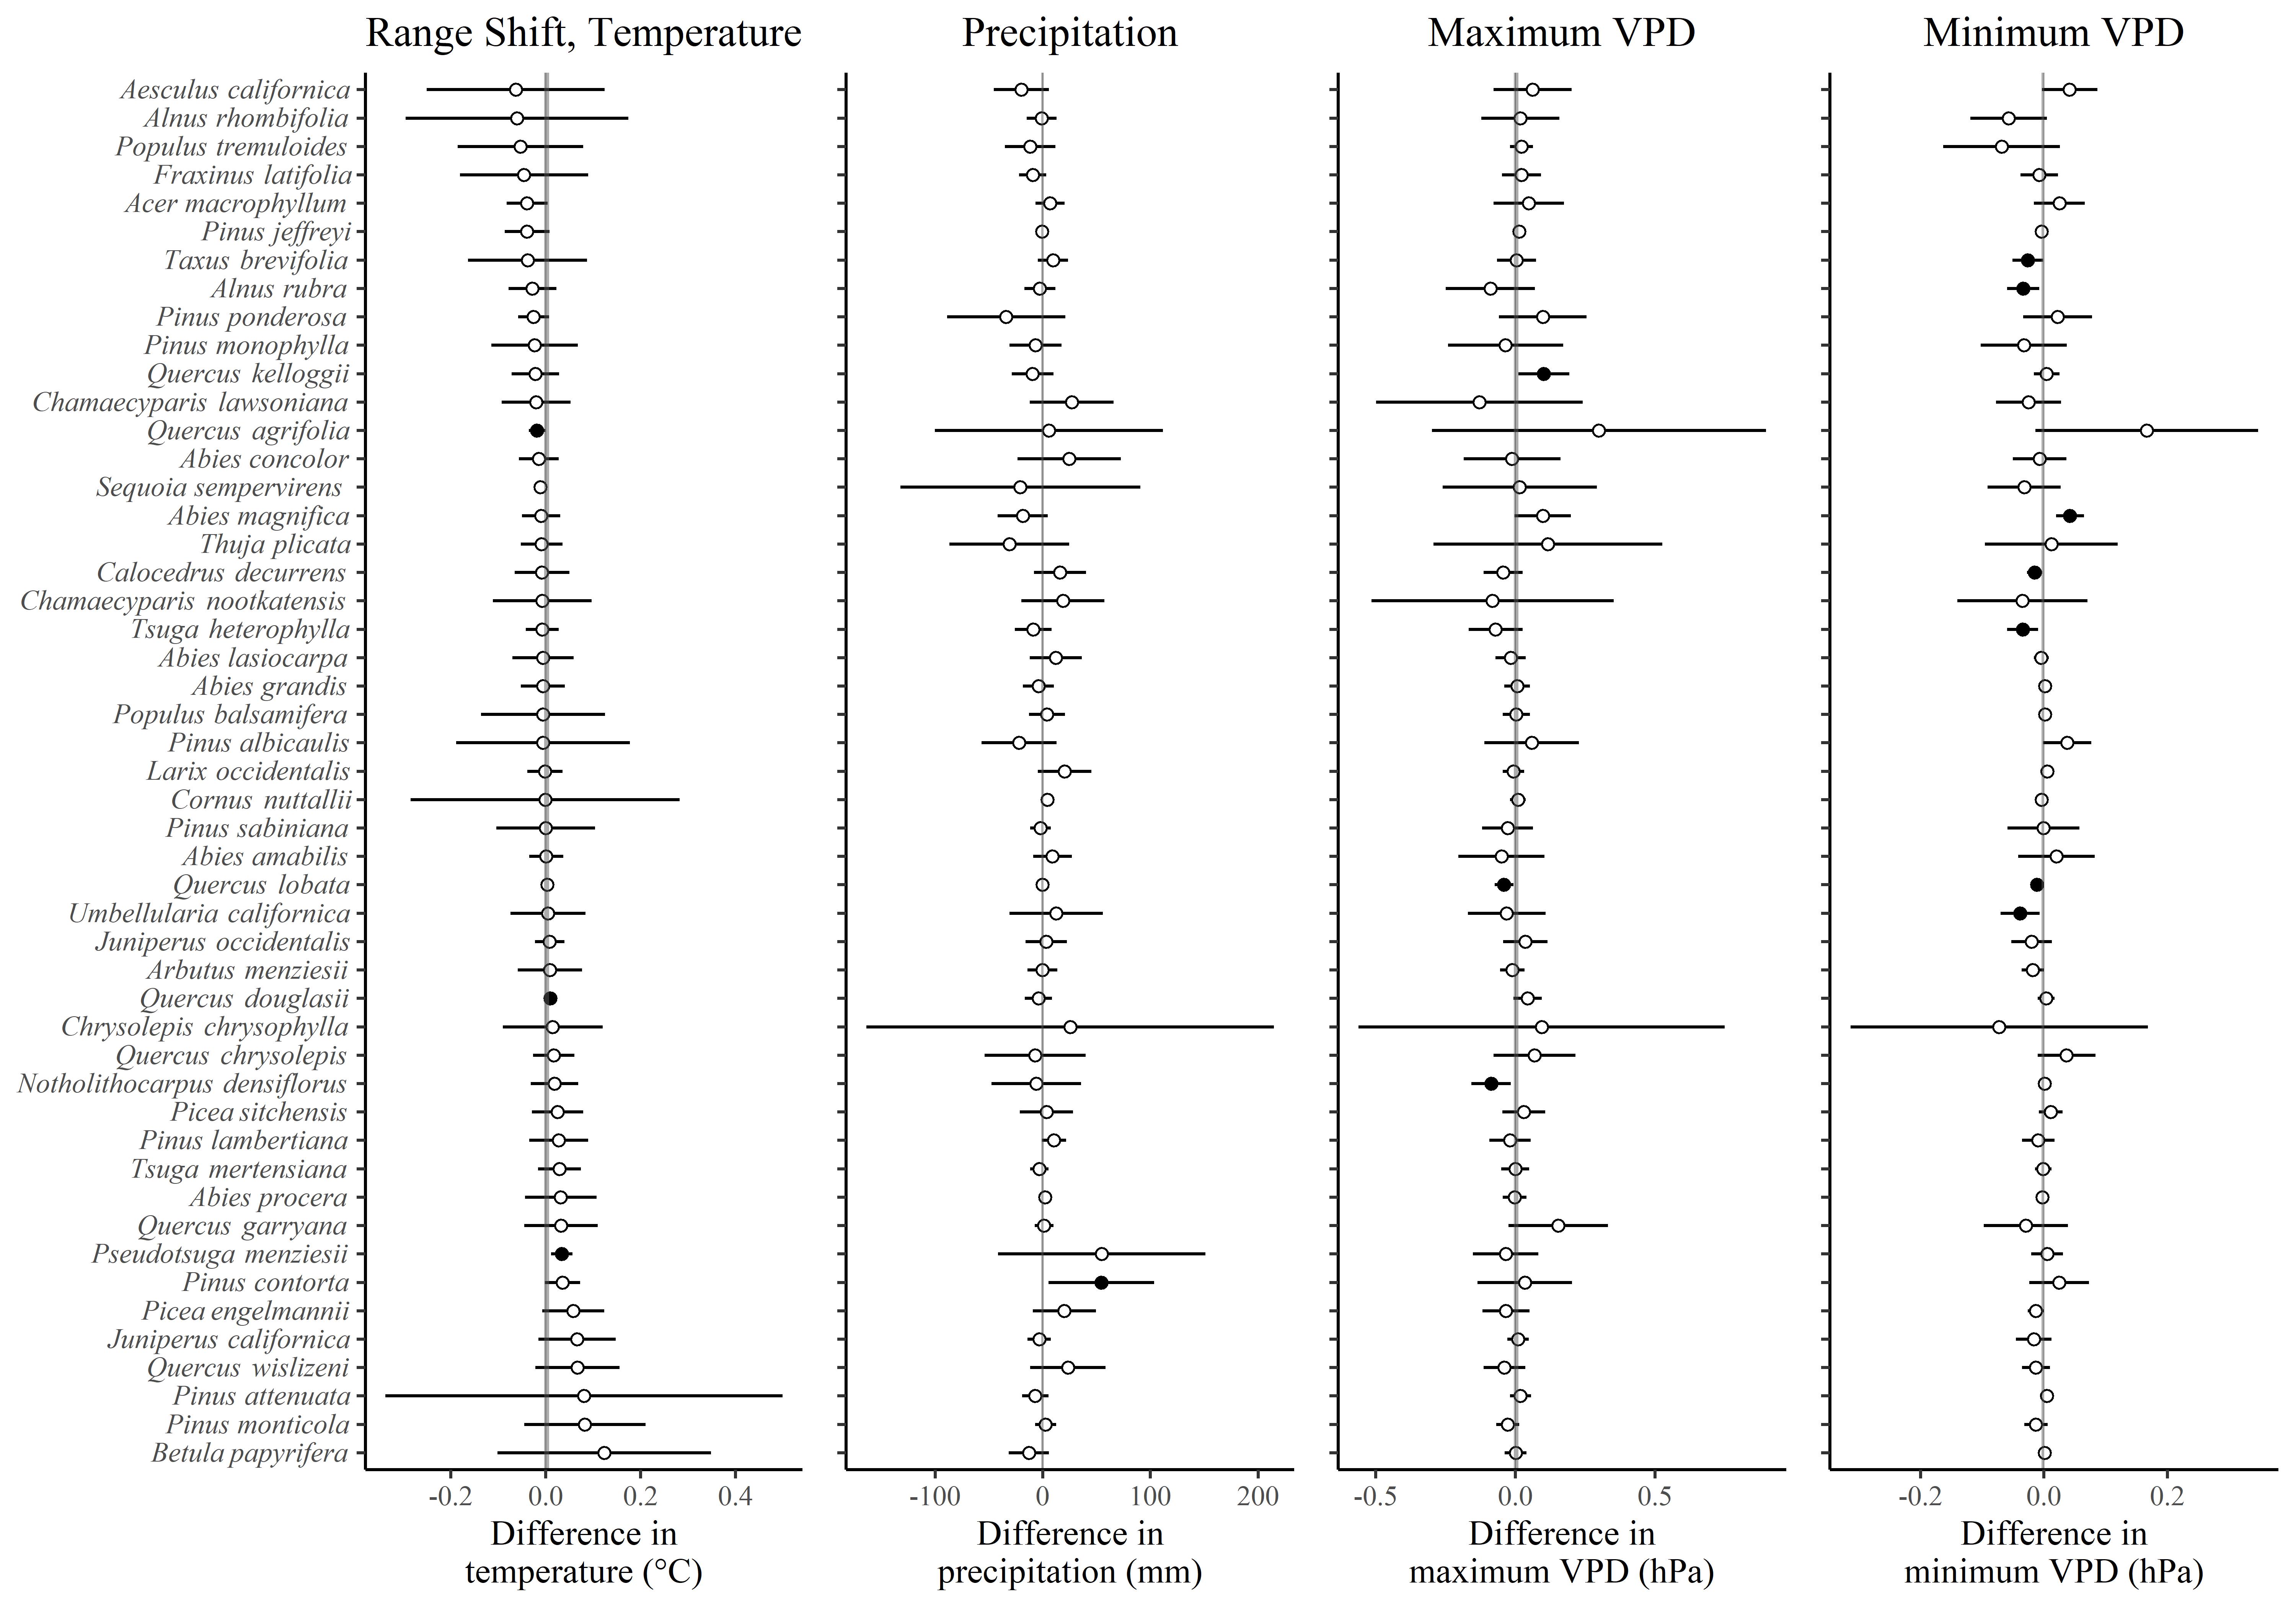 Range Shift, Temperature
Precipitation
Maximum VPD
Minimum VPD
Aesculus californica
Alnus rhombifolia
Populus tremuloides
Fraxinus latifolia
Acer macrophyllum
Pinus jeffreyi
Taxus brevifolia
Alnus rubra
Pinus ponderosa
Pinus monophylla
Quercus kelloggii
Chamaecyparis lawsoniana
Quercus agrifolia
Abies concolor
Sequoia sempervirens
Abies magnifica
Thuja plicata
Calocedrus decurrens
Chamaecyparis nootkatensis
Tsuga heterophylla
Abies lasiocarpa
Abies grandis
Populus balsamifera
Pinus albicaulis
Larix occidentalis
Cornus nuttallii
Pinus sabiniana
Abies amabilis
Quercus lobata
Umbellularia californica
Juniperus occidentalis
Arbutus menziesii
Quercus douglasii
Chrysolepis chrysophylla
Quercus chrysolepis
Notholithocarpus densiflorus
Picea sitchensis
Pinus lambertiana
Tsuga mertensiana
Abies procera
Quercus garryana
Pseudotsuga menziesii
Pinus contorta
Picea engelmannii
Juniperus californica
Quercus wislizeni
Pinus attenuata
Pinus monticola
Betula papyrifera
-0.2 0.0 0.2 0.4
-100 0 100 200
-0.5 0.0 0.5
-0.2 0.0 0.2
Difference in
temperature (°C)
Difference in
precipitation (mm)
Difference in
maximum VPD (hPa)
Difference in
minimum VPD (hPa)